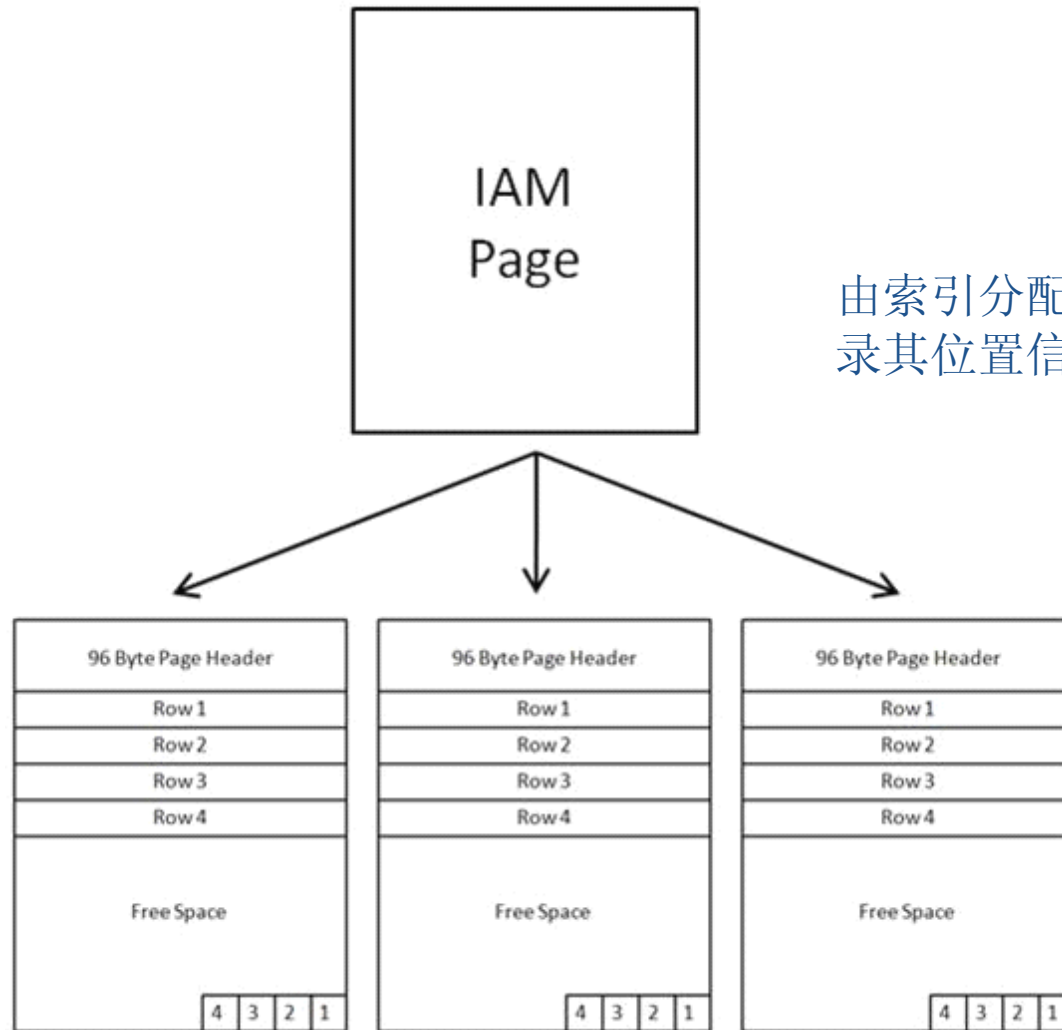 IAM
Page
由索引分配
录其位置信
96 Byte Page Header
Row 1
Row 2
Row 3
Row 4
Free Space
4 3 2 1
96 Byte Page Header
Row 1
Row 2
Row 3
Row 4
Free Space
4 3 2 1
96 Byte Page Header
Row 1
Row 2
Row 3
Row 4
Free Space
4 3 2 1